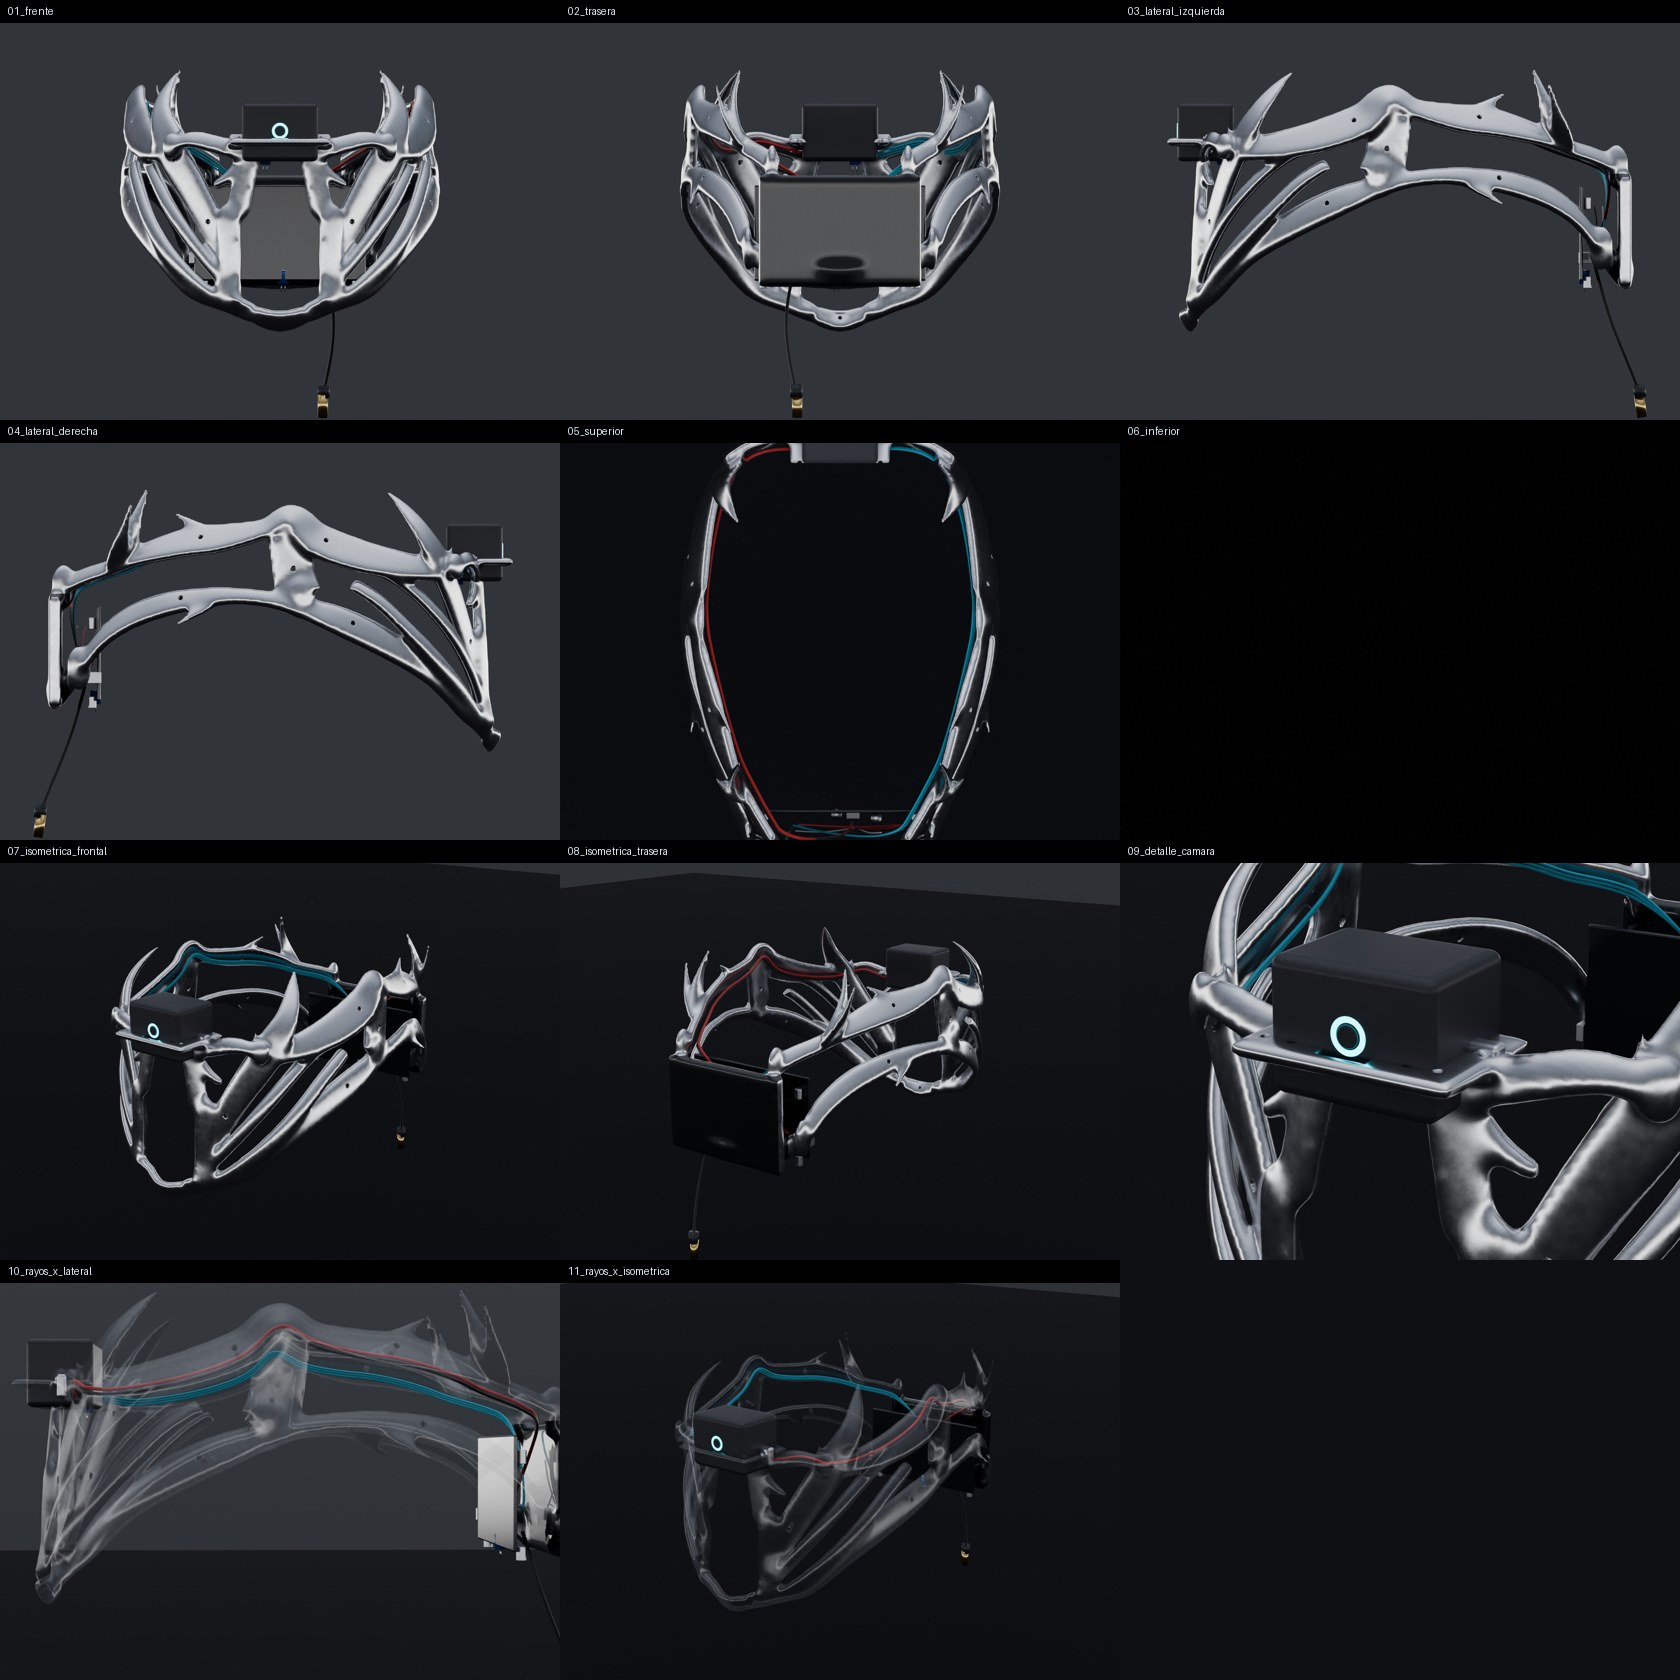 01_frente
02_trasera
03_lateral_izquierda
04_lateral_derecha
05_superior
06_inferior
07_isometrica_frontal
08_isometrica_trasera
09_detalle_camara
10_rayos_x_lateral
11_rayos_x_isometrica